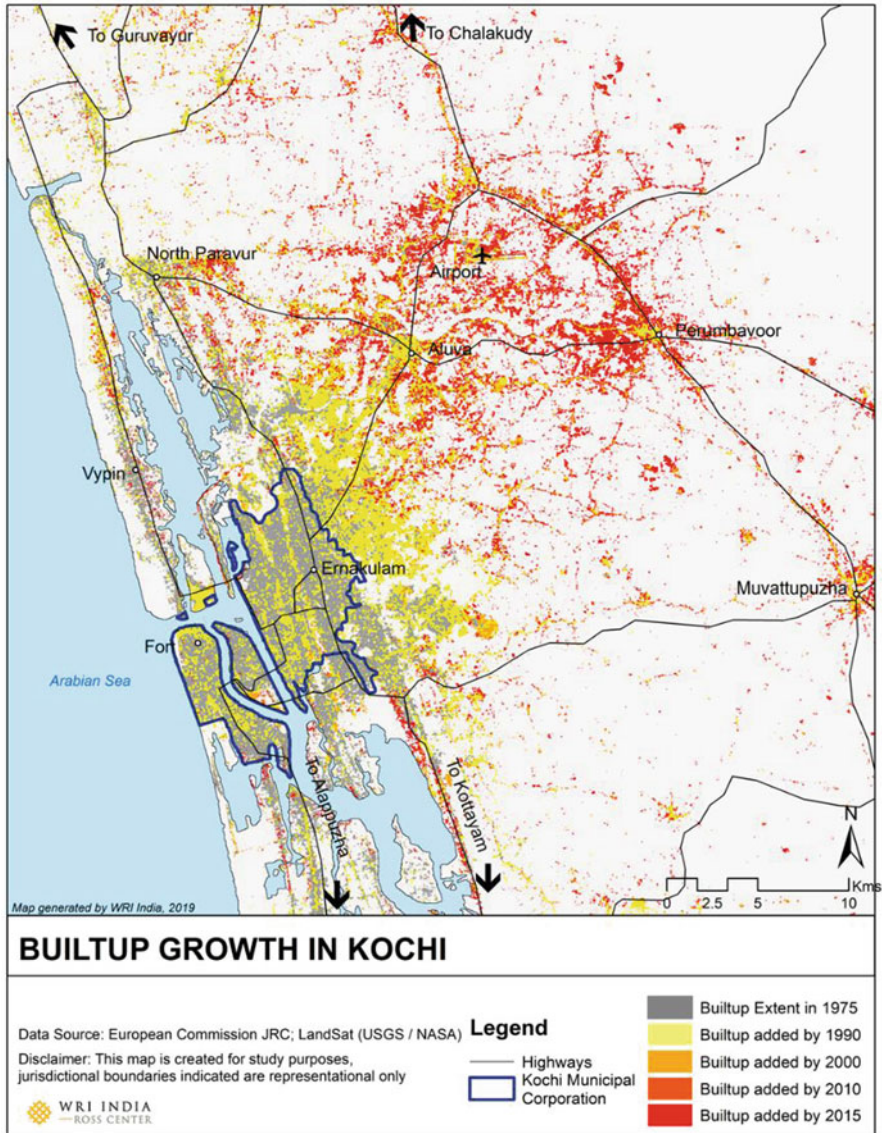 To Guruvayur
To Chalakudy
North Paravur
Airport
Aluva
Perumbavoor
Vypin
Ernakulam
Muvattupuzha
Fort
Arabian Sea
To Alappuzha
To Kottayam
N
Kms
0 2.5 5 10
Map generated by WRI India, 2019
BUILTUP GROWTH IN KOCHI
Data Source: European Commission JRC; LandSat (USGS / NASA)
Disclaimer: This map is created for study purposes,
jurisdictional boundaries indicated are representational only
WRI INDIA
ROSS CENTER
Legend
Highways
Kochi Municipal
Corporation
Builtup Extent in 1975
Builtup added by 1990
Builtup added by 2000
Builtup added by 2010
Builtup added by 2015